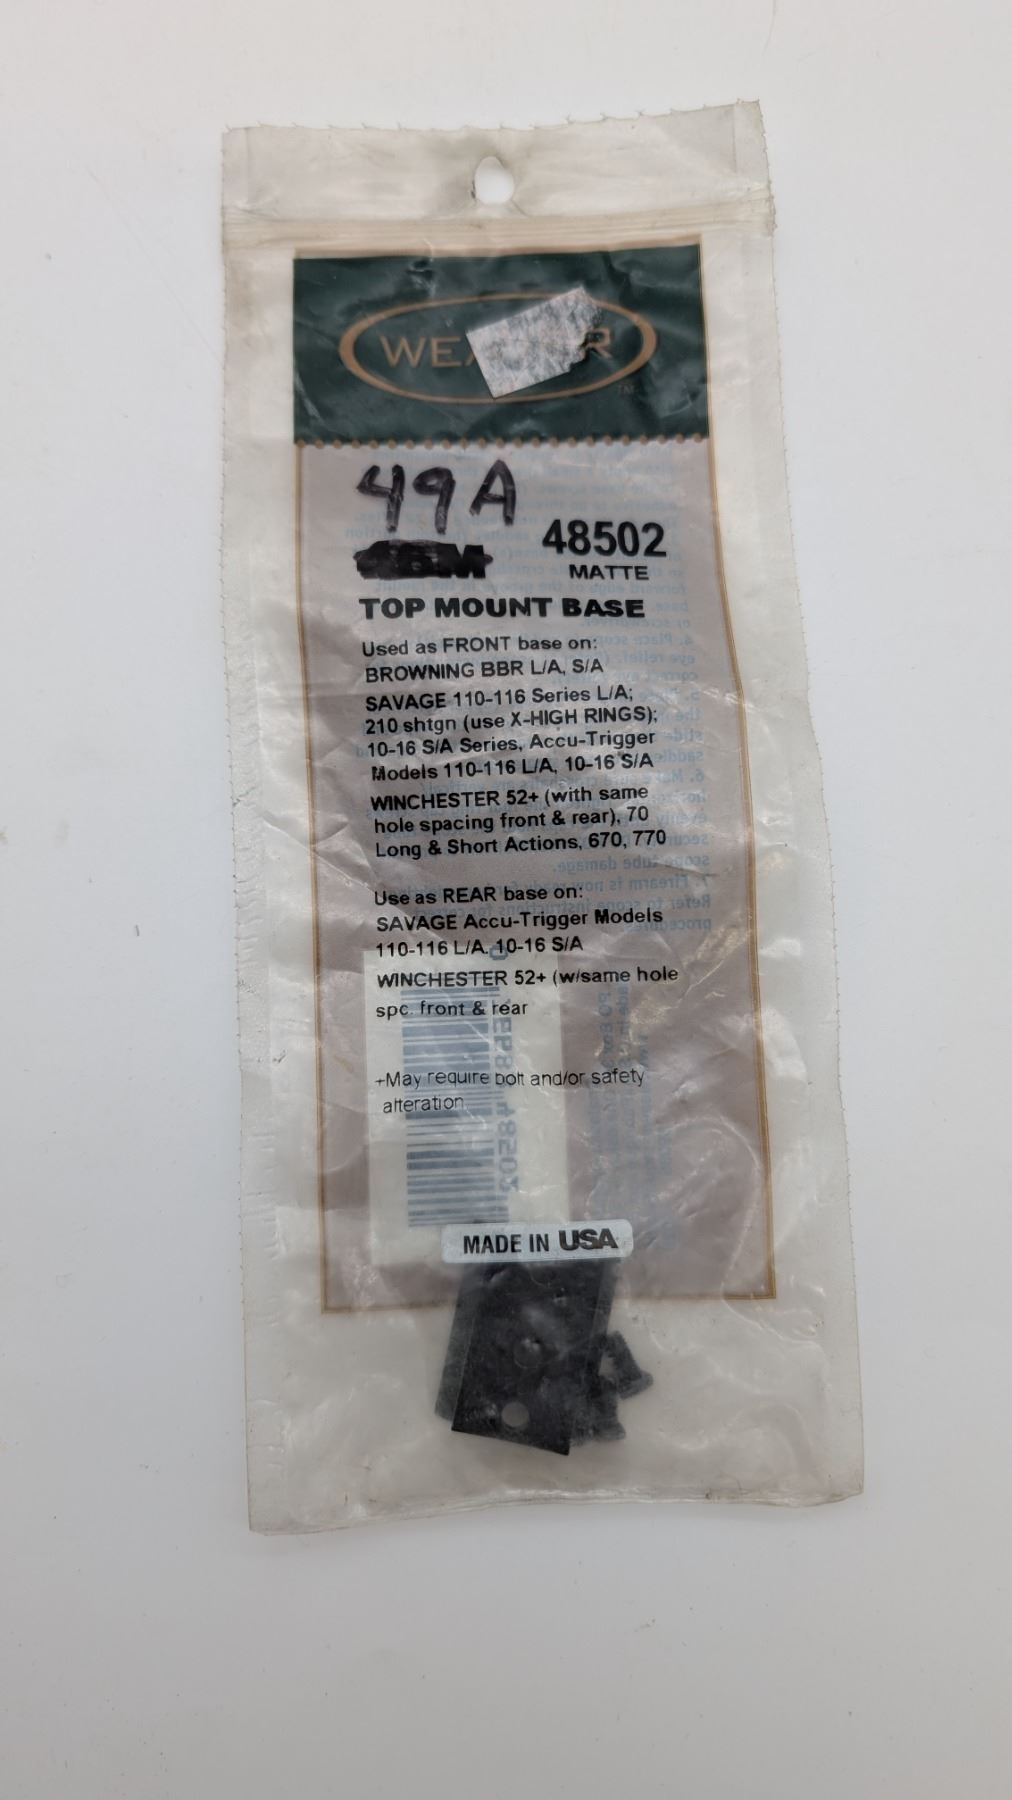 WEAVER
TM
49A
46M 48502
MATTE
TOP MOUNT BASE
Used as FRONT base on:
BROWNING BBR L/A, S/A
SAVAGE 110-116 Series L/A;
210 shtgn (use X-HIGH RINGS);
10-16 S/A Series, Accu-Trigger
Models 110-116 L/A, 10-16 S/A
WINCHESTER 52+ (with same
hole spacing front & rear), 70
Long & Short Actions, 670, 770
Use as REAR base on:
SAVAGE Accu-Trigger Models
110-116 L/A. 10-16 S/A
WINCHESTER 52+ (w/same hole
spc. front & rear
+May require bolt and/or safety
alteration
MADE IN USA